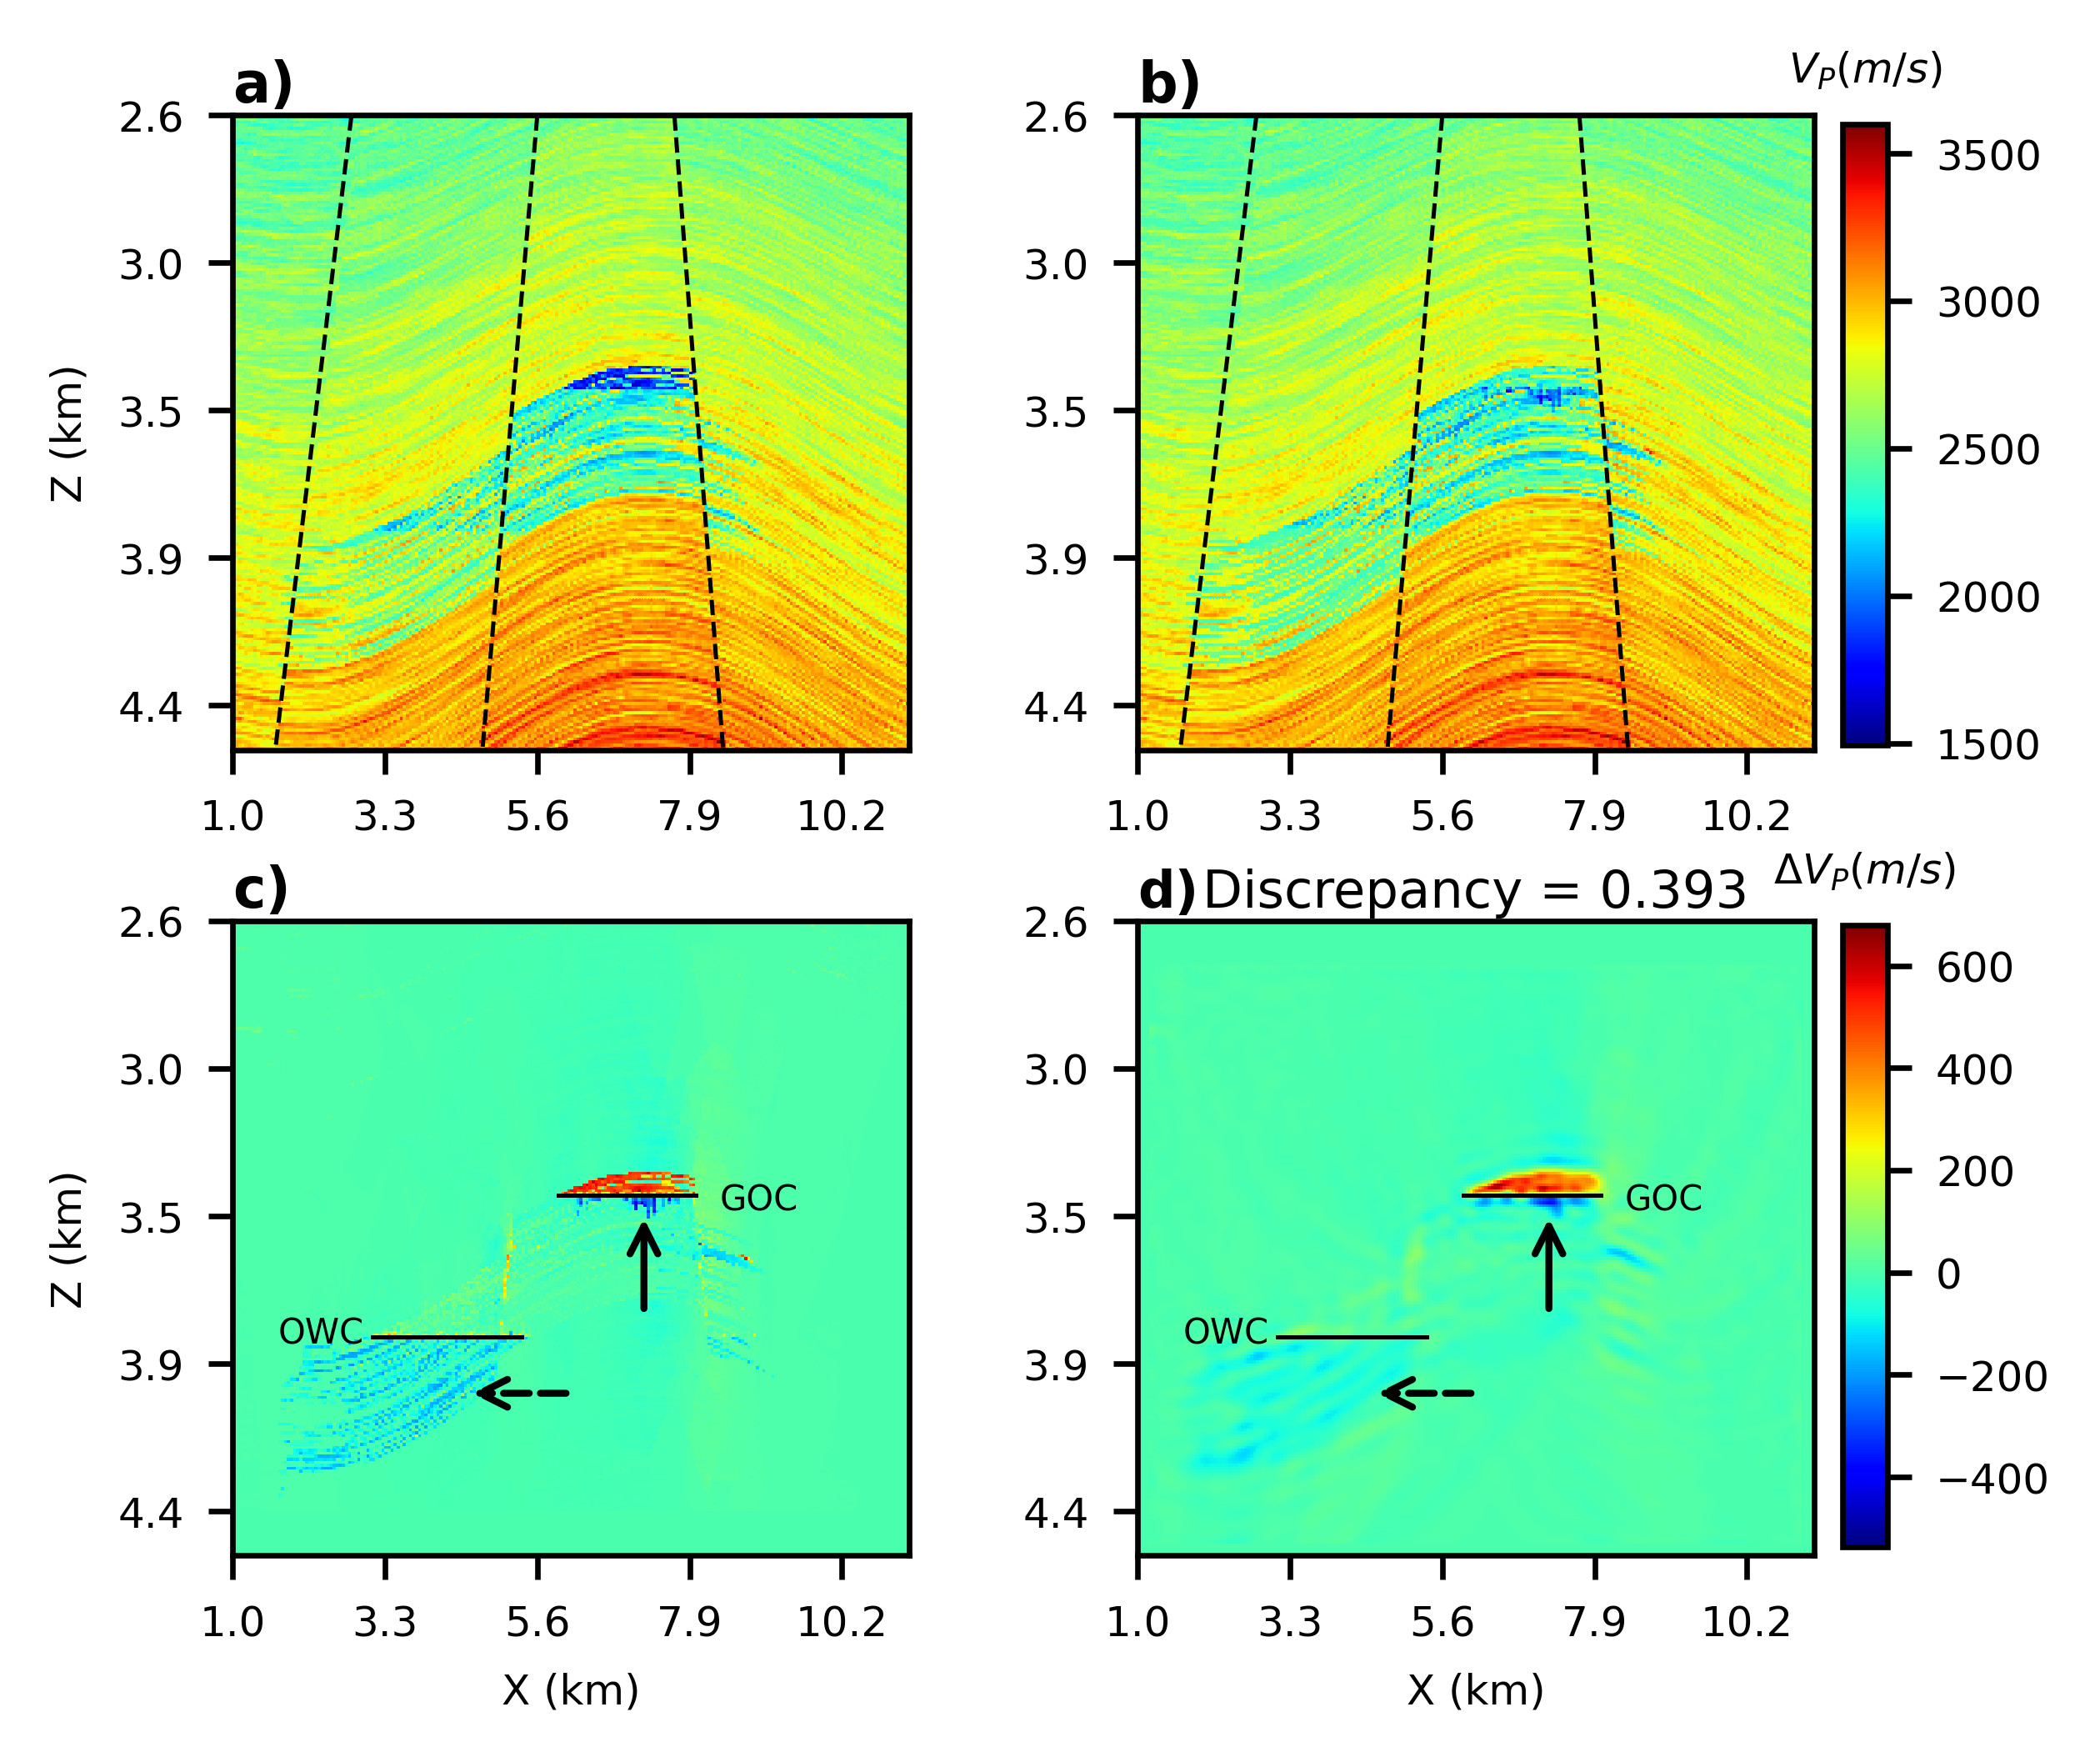 a)
b)
V_P(m/s)
2.6
3.0
3.5
3.9
4.4
Z (km)
1.0 3.3 5.6 7.9 10.2
2.6
3.0
3.5
3.9
4.4
1.0 3.3 5.6 7.9 10.2
3500
3000
2500
2000
1500
c)
d) Discrepancy = 0.393
ΔV_P(m/s)
2.6
3.0
3.5
3.9
4.4
Z (km)
GOC
OWC
1.0 3.3 5.6 7.9 10.2
X (km)
2.6
3.0
3.5
3.9
4.4
GOC
OWC
1.0 3.3 5.6 7.9 10.2
X (km)
600
400
200
0
−200
−400